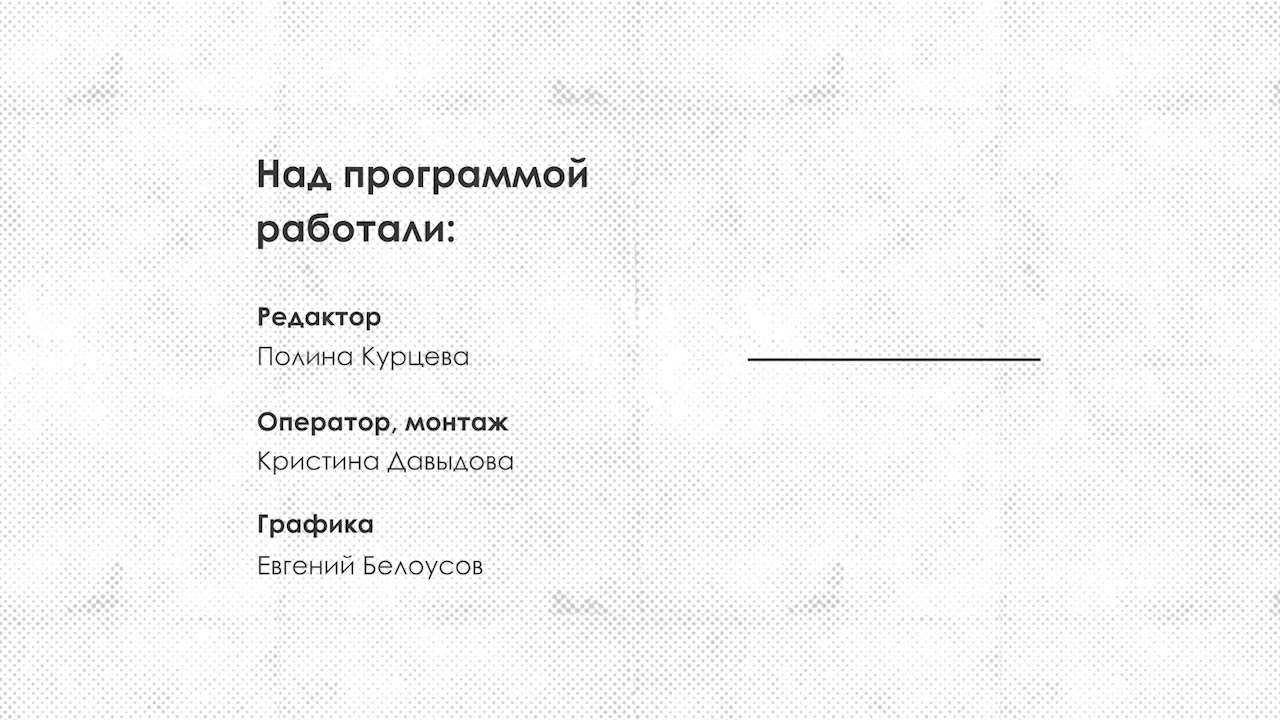 Над программой
работали:
Редактор
Полина Курцева
Оператор, монтаж
Кристина Давыдова
Графика
Евгений Белоусов